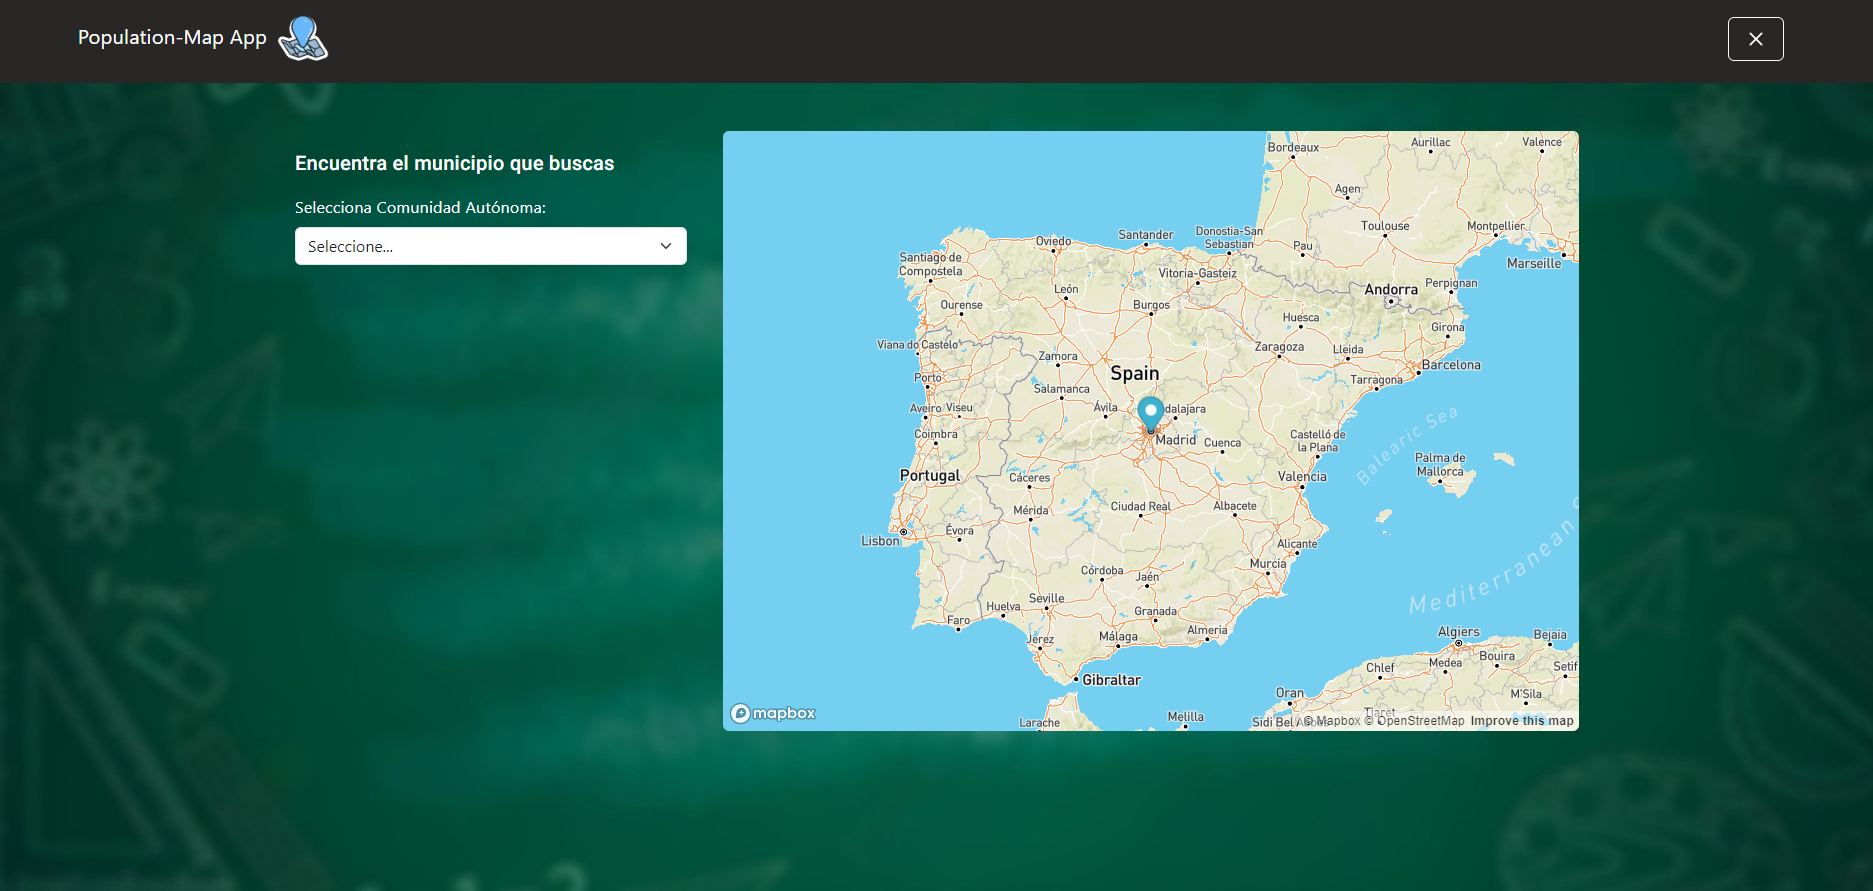 Population-Map App
Encuentra el municipio que buscas
Selecciona Comunidad Autónoma:
Seleccione...
Bordeaux
Aurillac
Valence
Agen
Toulouse
Montpellier
Donostia-San
Sebastian
Santander
Oviedo
Pau
Marseille
Santiago de
Compostela
Vitoria-Gasteiz
Perpignan
Andorra
León
Ourense
Burgos
Huesca
Girona
Viana do Castelo
Zaragoza
Lleida
Zamora
Barcelona
Spain
Porto
Tarragona
Salamanca
Aveiro
Viseu
Ávila
dalajara
Balearic Sea
Coimbra
Madrid
Cuenca
Castelló de
la Plana
Palma de
Mallorca
Portugal
Cáceres
Valencia
Mérida
Ciudad Real
Albacete
Évora
Lisbon
Alicante
Mediterranean S
Murcia
Córdoba
Jaén
Seville
Huelva
Granada
Faro
Almeria
Algiers
Bejaia
Jerez
Málaga
Bouira
Medea
Chlef
Setif
Gibraltar
Oran
M'Sila
mapbox
Larache
Melilla
Tiaret
Sidi Bel
© Mapbox © OpenStreetMap Improve this map
E=mc²